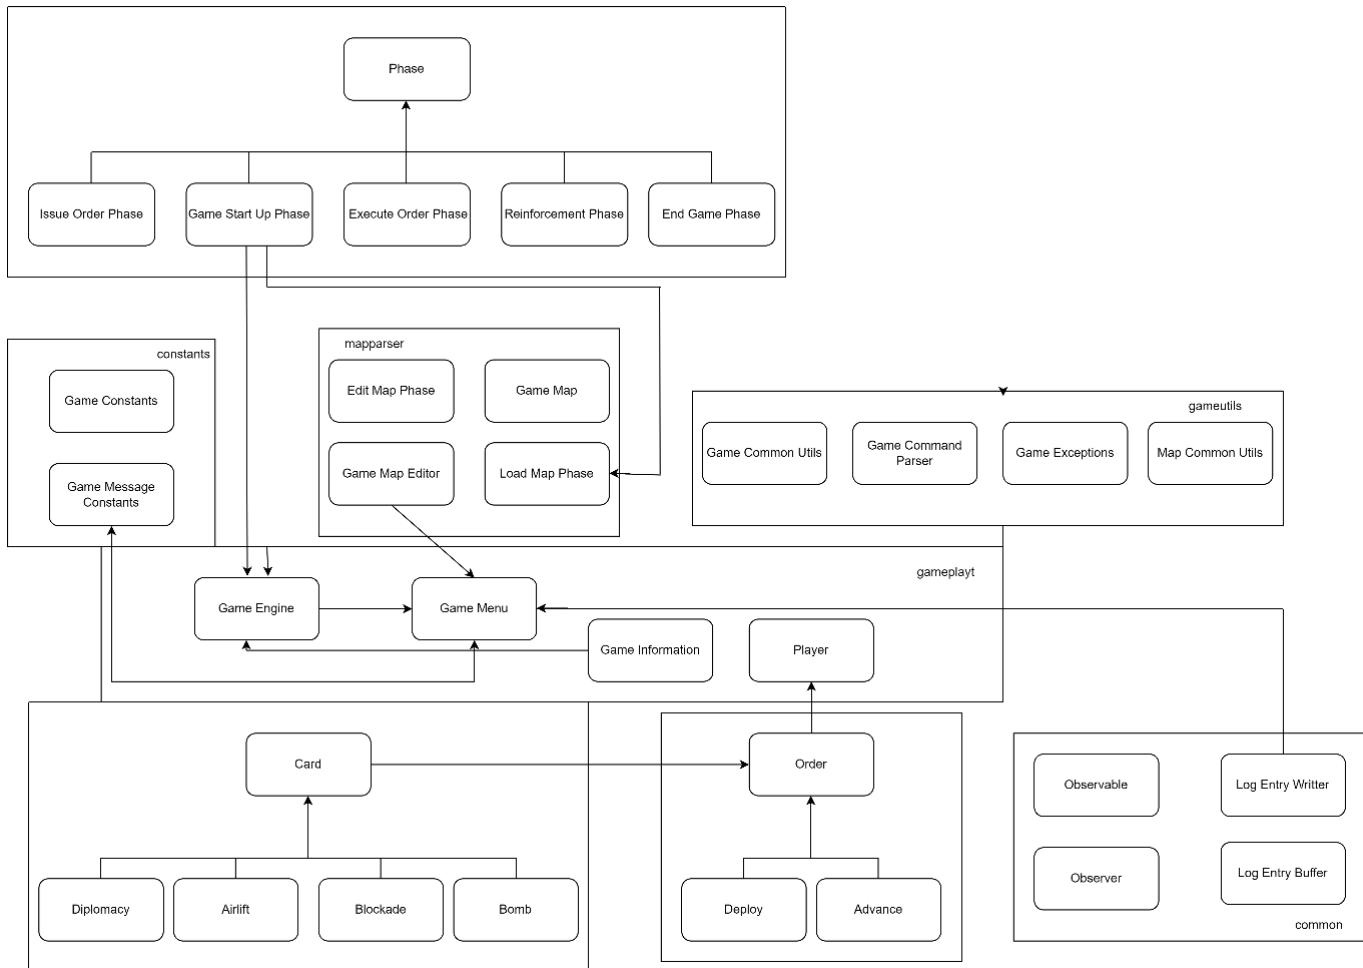 Phase
Issue Order Phase
Game Start Up Phase
Execute Order Phase
Reinforcement Phase
End Game Phase
constants
Game Constants
Game Message
Constants
mapparser
Edit Map Phase
Game Map
Game Map Editor
Load Map Phase
gameutils
Game Common Utils
Game Command
Parser
Game Exceptions
Map Common Utils
gameplayt
Game Engine
Game Menu
Game Information
Player
Card
Order
Diplomacy
Airlift
Blockade
Bomb
Deploy
Advance
Observable
Log Entry Writter
Observer
Log Entry Buffer
common